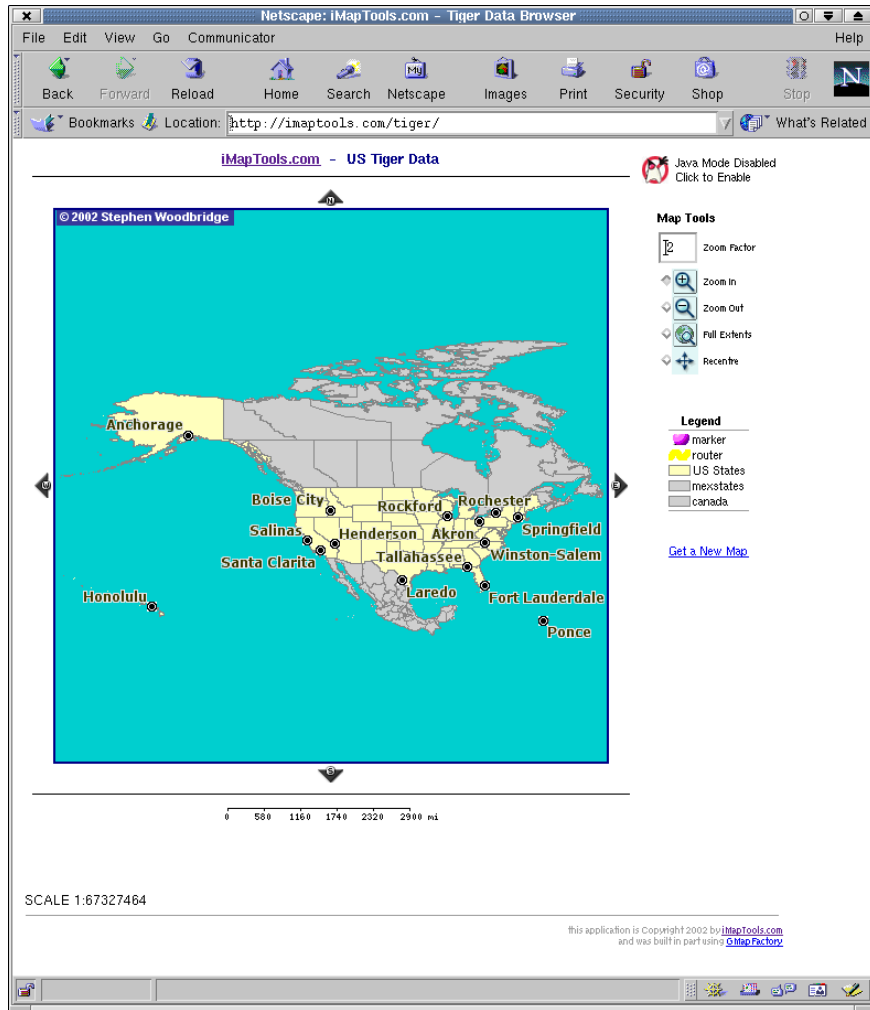 Netscape: iMapTools.com - Tiger Data Browser
File Edit View Go Communicator Help
Back Forward Reload Home Search Netscape Images Print Security Shop Stop
My
N
Bookmarks Location: http://imaptools.com/tiger/ What's Related
iMapTools.com - US Tiger Data
Java Mode Disabled
Click to Enable
N
© 2002 Stephen Woodbridge
Map Tools
2 Zoom Factor
Zoom In
Zoom Out
Full Extents
Recentre
Anchorage
Legend
marker
router
US States
mexstates
canada
W
E
Boise City
Rockford
Rochester
Salinas
Henderson
Akron
Springfield
Santa Clarita
Tallahassee
Winston-Salem
Get a New Map
Honolulu
Laredo
Fort Lauderdale
Ponce
S
0 580 1160 1740 2320 2900 mi
SCALE 1:67327464
this application is Copyright 2002 by iMapTools.com
and was built in part using GMap Factory